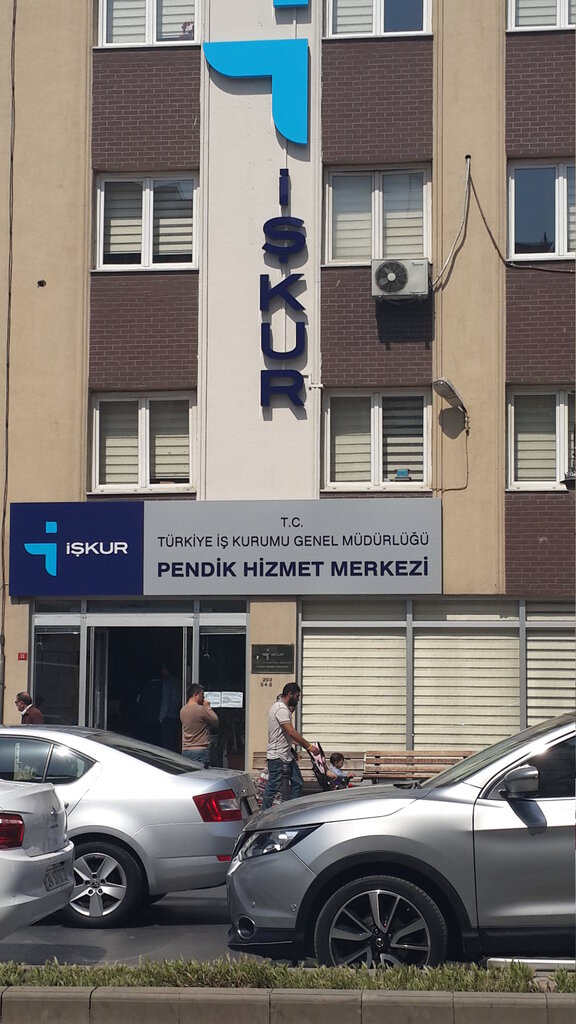 İŞKUR
İŞKUR
T.C.
TÜRKİYE İŞ KURUMU GENEL MÜDÜRLÜĞÜ
PENDİK HİZMET MERKEZİ